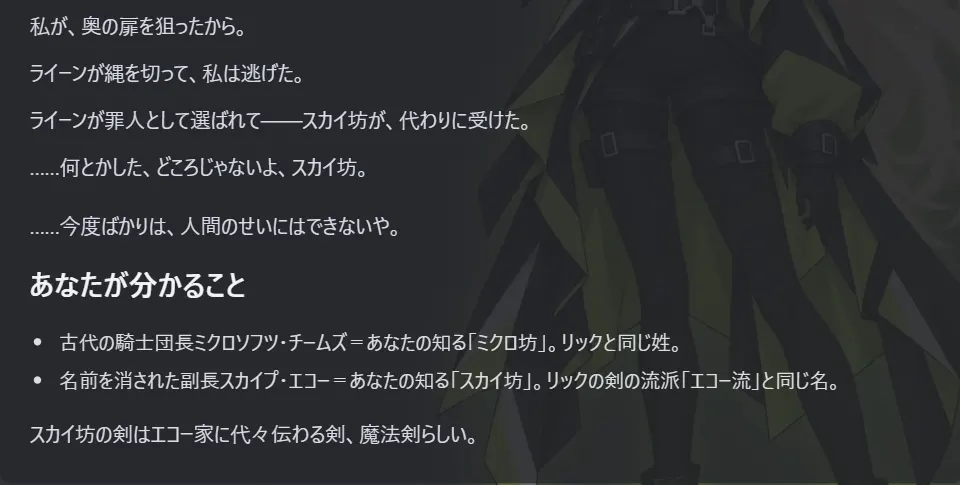 私が、奥の扉を狙ったから。
ライーンが縄を切って、私は逃げた。
ライーンが罪人として選ばれて――スカイ坊が、代わりに受けた。
……何とかした、どころじゃないよ、スカイ坊。
……今度ばかりは、人間のせいにはできないや。
あなたが分かること
• 古代の騎士団長ミクロソフツ・チームズ＝あなたの知る「ミクロ坊」。リックと同じ姓。
• 名前を消された副長スカイプ・エコー＝あなたの知る「スカイ坊」。リックの剣の流派「エコー流」と同じ名。
スカイ坊の剣はエコー家に代々伝わる剣、魔法剣らしい。